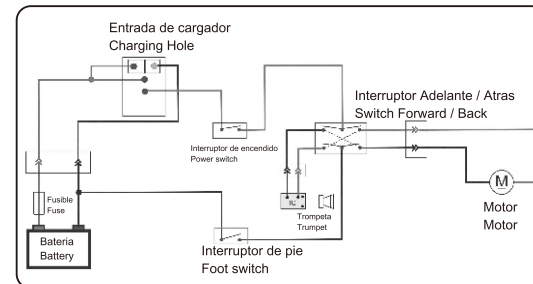 Entrada de cargador
Charging Hole
Interruptor Adelante / Atras
Switch Forward / Back
Interruptor de encendido
Power switch
Fusible
Fuse
IC
Trompeta
Trumpet
M
Motor
Motor
Bateria
Battery
Interruptor de pie
Foot switch